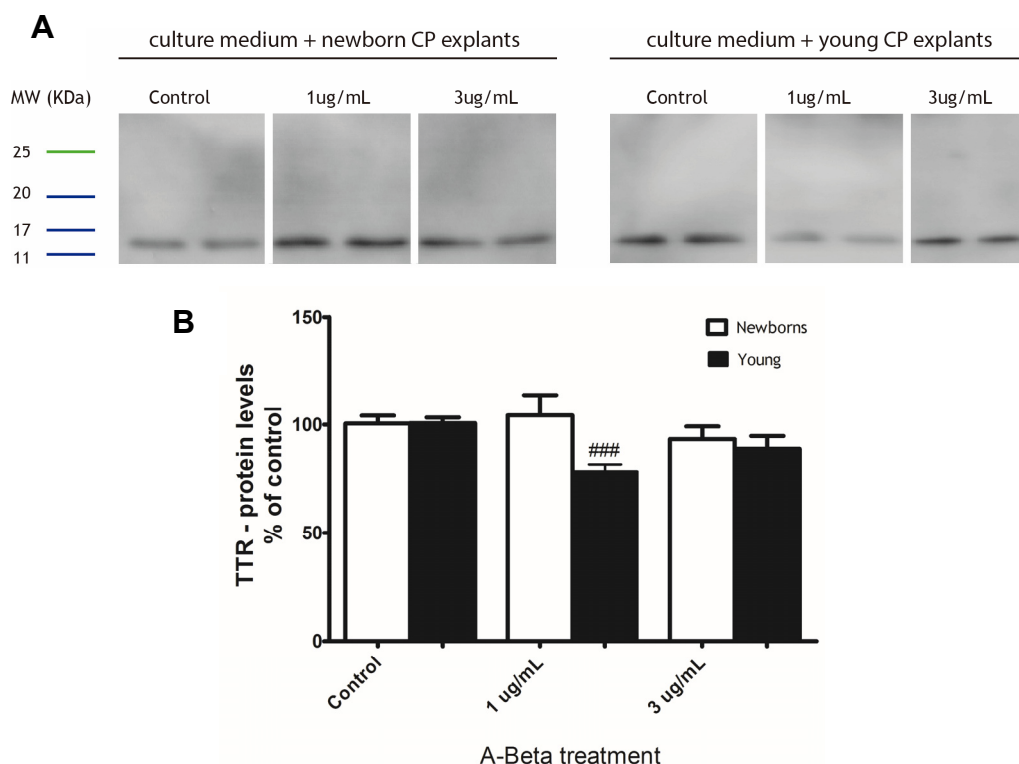 A
culture medium + newborn CP explants
culture medium + young CP explants
MW (KDa)
Control
1ug/mL
3ug/mL
Control
1ug/mL
3ug/mL
25
20
17
11
B
150
100
50
0
TTR - protein levels
% of control
Newborns
Young
###
Control
1 ug/mL
3 ug/mL
A-Beta treatment